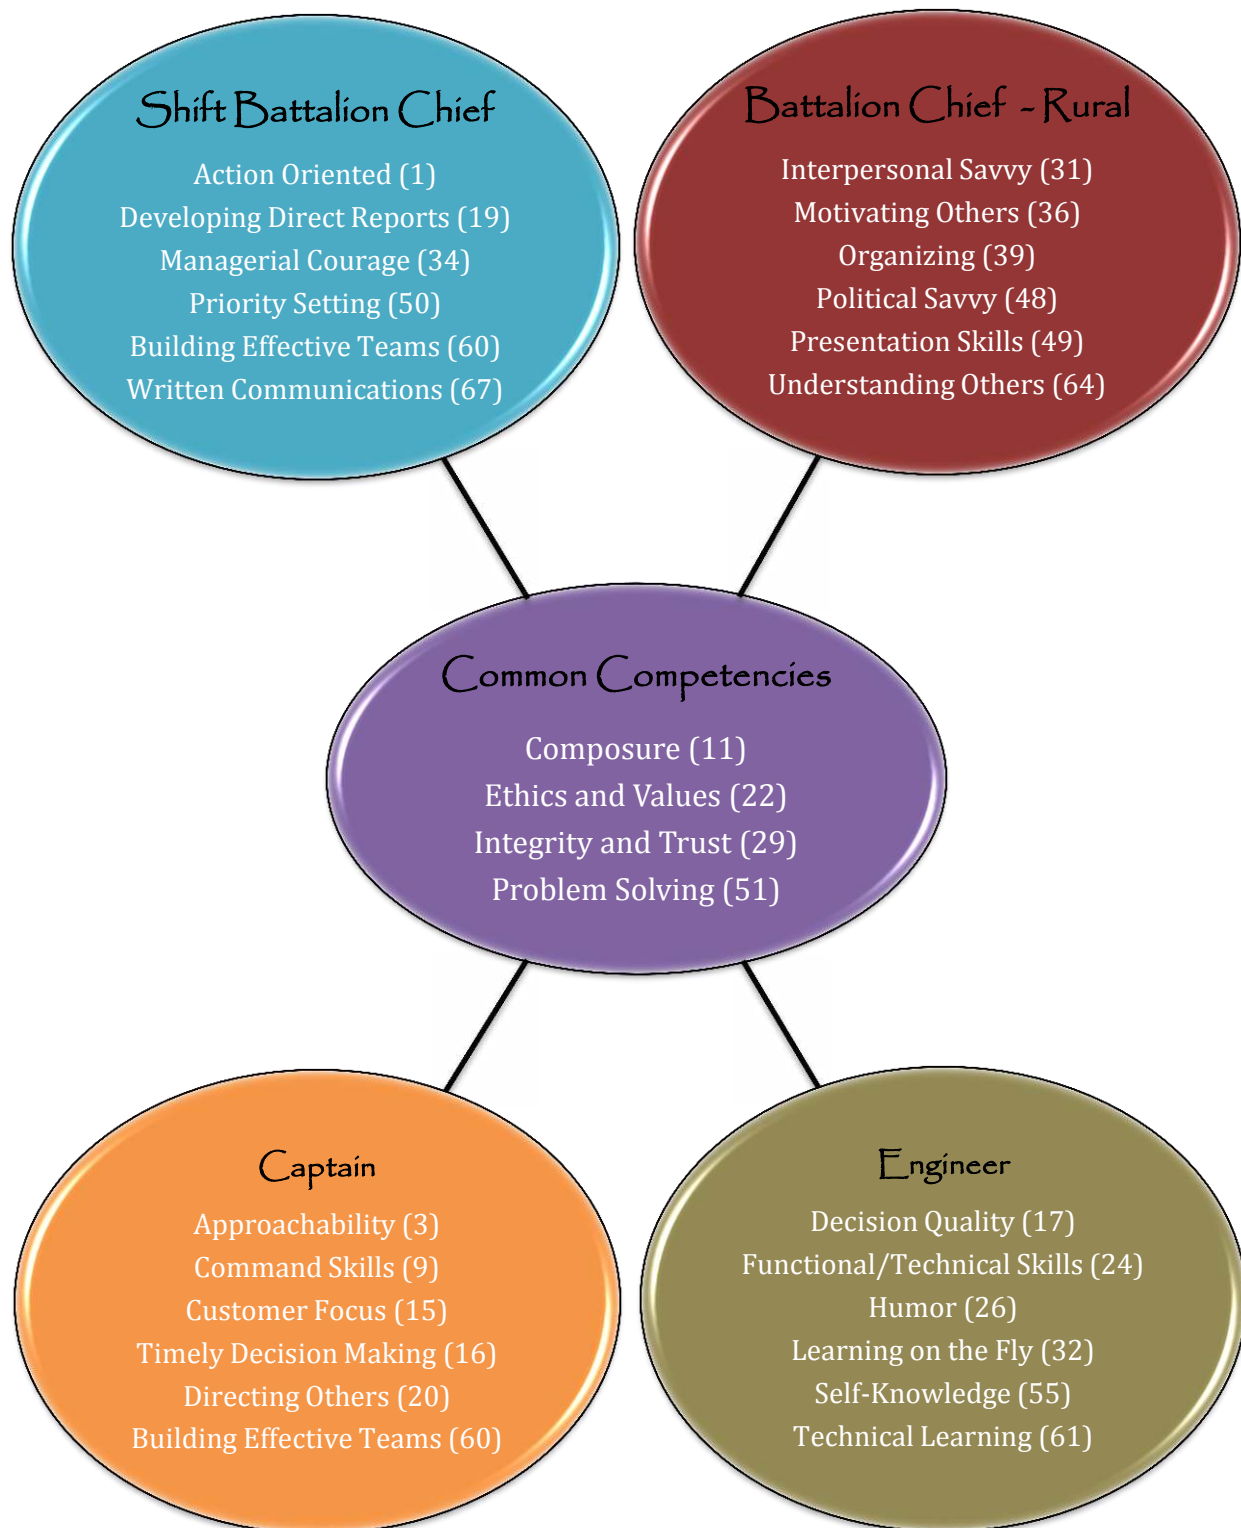 Shift Battalion Chief
Action Oriented (1)
Developing Direct Reports (19)
Managerial Courage (34)
Priority Setting (50)
Building Effective Teams (60)
Written Communications (67)
Battalion Chief - Rural
Interpersonal Savvy (31)
Motivating Others (36)
Organizing (39)
Political Savvy (48)
Presentation Skills (49)
Understanding Others (64)
Common Competencies
Composure (11)
Ethics and Values (22)
Integrity and Trust (29)
Problem Solving (51)
Captain
Approachability (3)
Command Skills (9)
Customer Focus (15)
Timely Decision Making (16)
Directing Others (20)
Building Effective Teams (60)
Engineer
Decision Quality (17)
Functional/Technical Skills (24)
Humor (26)
Learning on the Fly (32)
Self-Knowledge (55)
Technical Learning (61)